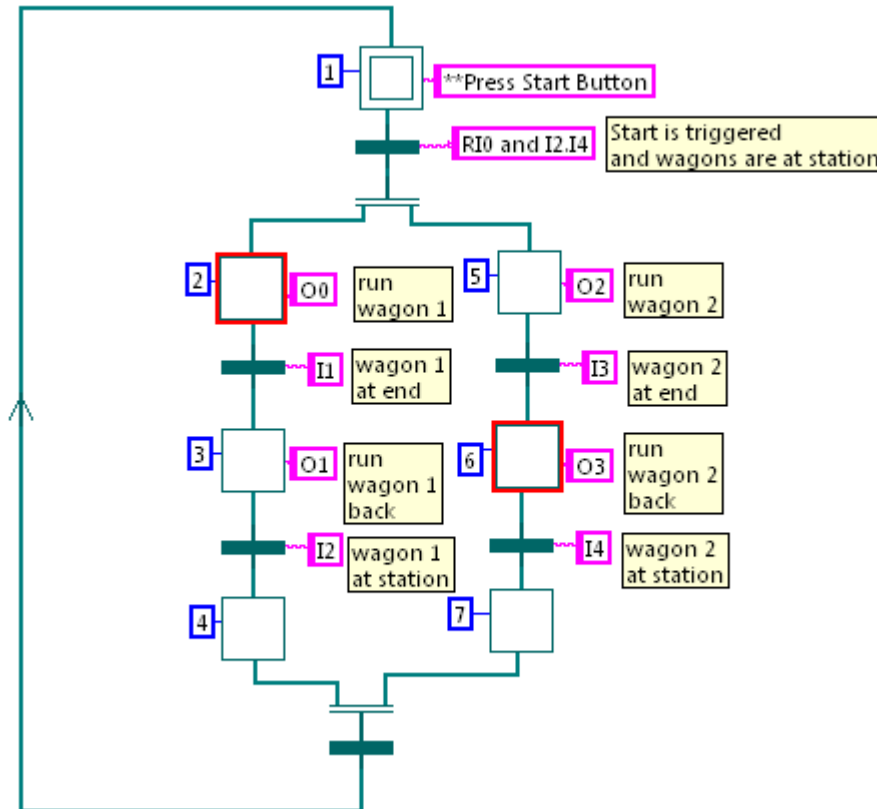 1
**Press Start Button
RI0 and I2.I4
Start is triggered
and wagons are at station
2
O0
run
wagon 1
5
O2
run
wagon 2
I1
wagon 1
at end
I3
wagon 2
at end
3
O1
run
wagon 1
back
6
O3
run
wagon 2
back
I2
wagon 1
at station
I4
wagon 2
at station
4
7